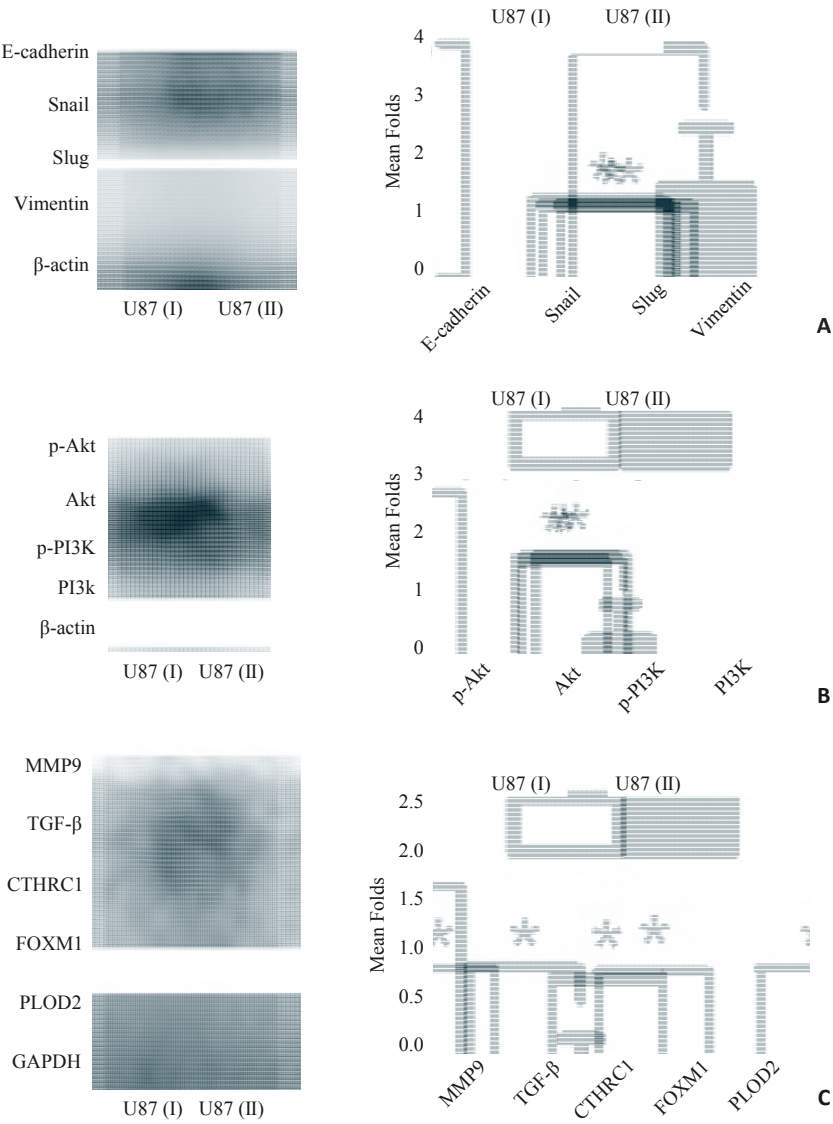 E-cadherin
Snail
Slug
Vimentin
β-actin
U87 (I) U87 (II)
U87 (I) U87 (II)
Mean Folds
4
3
2
1
0
E-cadherin
Snail
Slug
Vimentin
A
p-Akt
Akt
p-PI3K
PI3k
β-actin
U87 (I) U87 (II)
U87 (I) U87 (II)
Mean Folds
4
3
2
1
0
p-Akt
Akt
p-PI3K
PI3K
B
MMP9
TGF-β
CTHRC1
FOXM1
PLOD2
GAPDH
U87 (I) U87 (II)
U87 (I) U87 (II)
Mean Folds
2.5
2.0
1.5
1.0
0.5
0.0
MMP9
TGF-β
CTHRC1
FOXM1
PLOD2
C